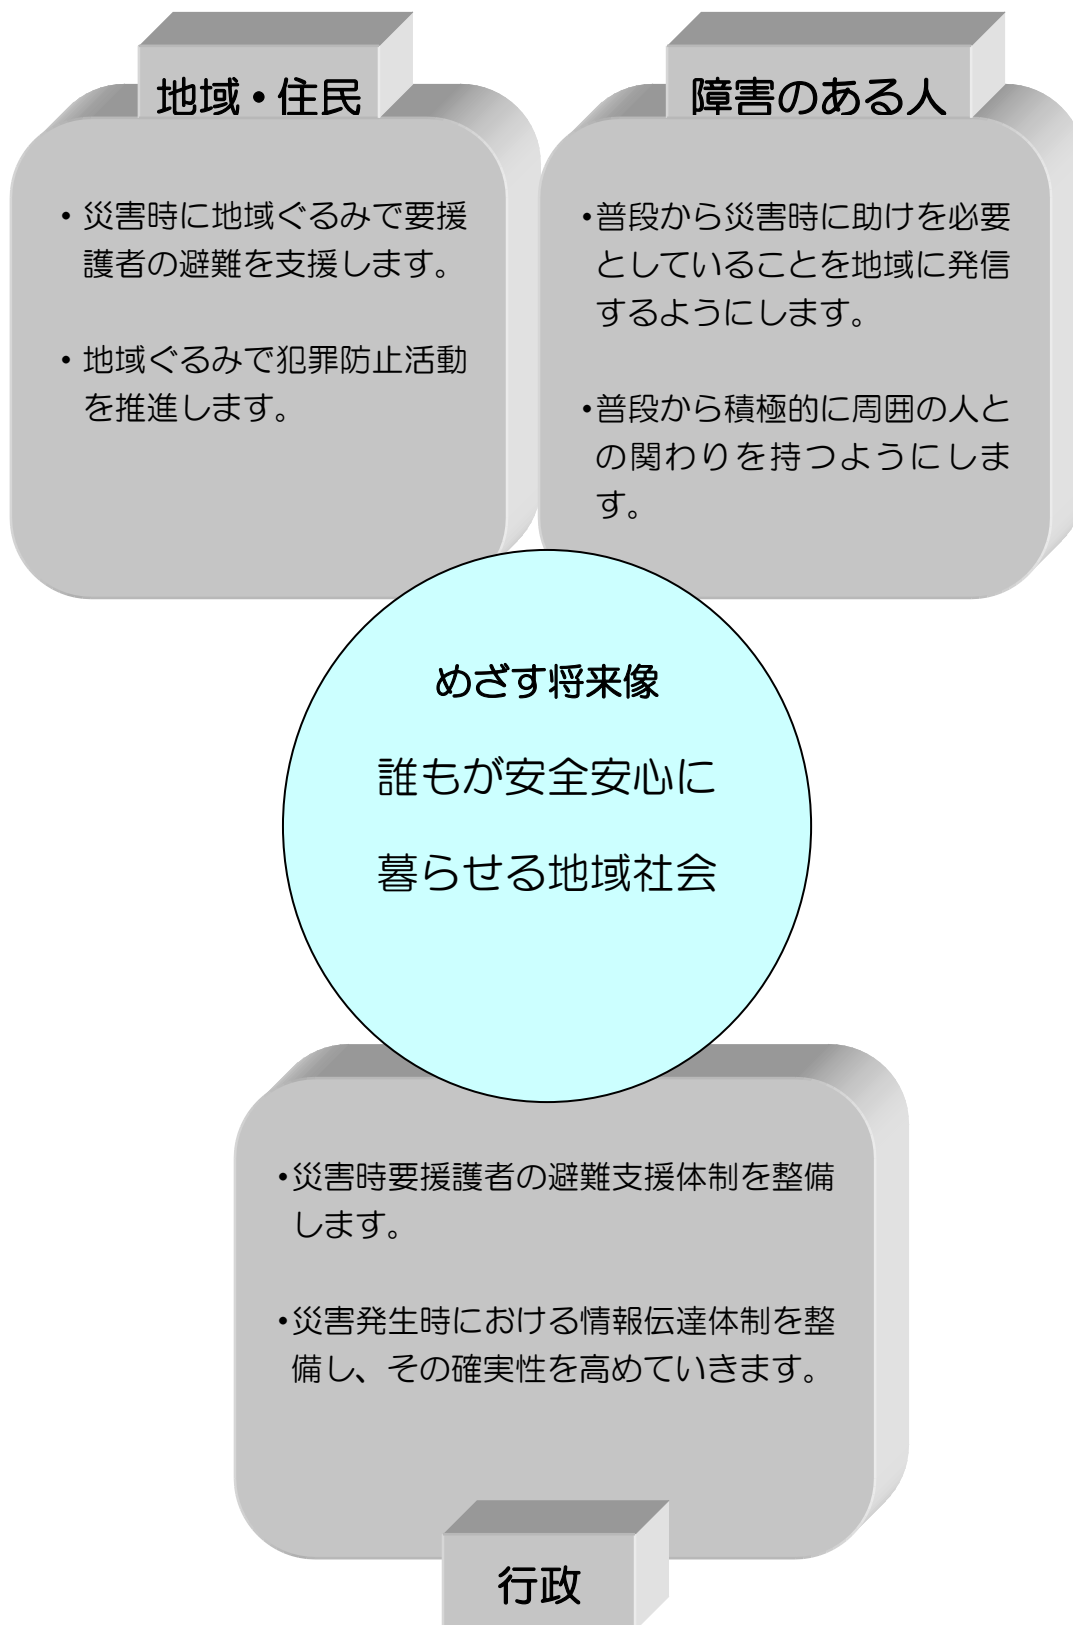 地域・住民
・災害時に地域ぐるみで要援
護者の避難を支援します。
・地域ぐるみで犯罪防止活動
を推進します。
障害のある人
・普段から災害時に助けを必要
としていることを地域に発信
するようにします。
・普段から積極的に周囲の人と
の関わりを持つようにしま
す。
めざす将来像
誰もが安全安心に
暮らせる地域社会
・災害時要援護者の避難支援体制を整備
します。
・災害発生時における情報伝達体制を整
備し、その確実性を高めていきます。
行政